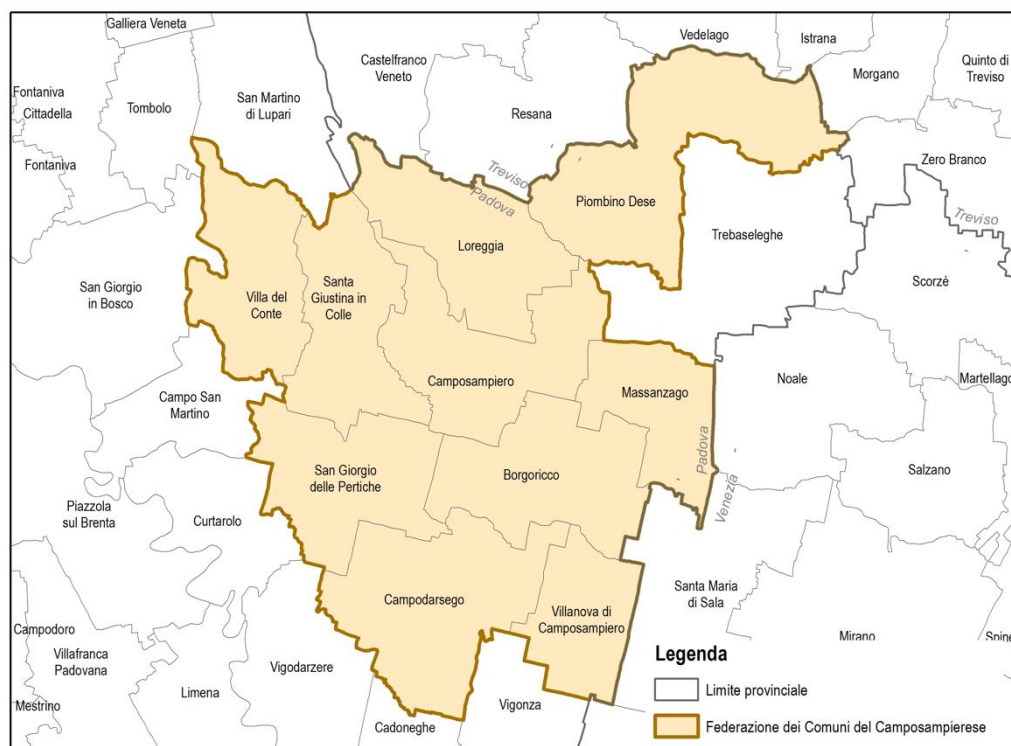 Galliera Veneta
Vedelago
Istrana
Castelfranco
Veneto
Quinto di
Treviso
Morgano
Fontaniva
Cittadella
Tombolo
San Martino
di Lupari
Resana
Fontaniva
Zero Branco
Treviso
Padova
Piombino Dese
Treviso
Trebaseleghe
Loreggia
San Giorgio
in Bosco
Villa del
Conte
Santa
Giustina in
Colle
Scorzè
Camposampiero
Massanzago
Noale
Martellago
Campo San
Martino
Padova
Venezia
San Giorgio
delle Pertiche
Borgoricco
Salzano
Piazzola
sul Brenta
Curtarolo
Santa Maria
di Sala
Campodarsego
Villanova di
Camposampiero
Campodoro
Villafranca
Padovana
Mirano
Spine
Vigodarzere
Limena
Mestrino
Cadoneghe
Vigonza
Legenda
Limite provinciale
Federazione dei Comuni del Camposampierese